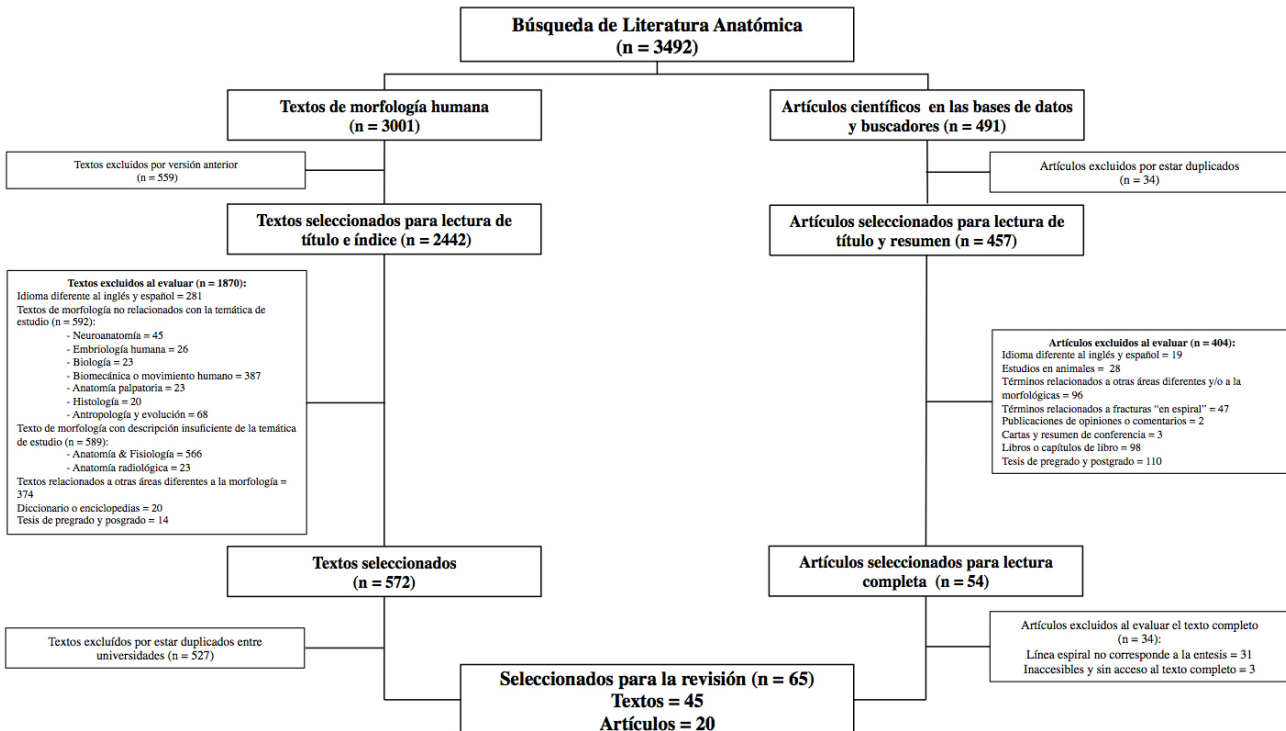 Búsqueda de Literatura Anatómica
(n = 3492)
Textos de morfología humana
(n = 3001)
Artículos científicos en las bases de datos
y buscadores (n = 491)
Textos excluidos por versión anterior
(n = 559)
Artículos excluidos por estar duplicados
(n = 34)
Textos seleccionados para lectura de
título e índice (n = 2442)
Artículos seleccionados para lectura de
título y resumen (n = 457)
Textos excluidos al evaluar (n = 1870):
Idioma diferente al inglés y español = 281
Textos de morfología no relacionados con la temática de
estudio (n = 592):
- Neuroanatomía = 45
- Embriología humana = 26
- Biología = 23
- Biomecánica o movimiento humano = 387
- Anatomía palpatoria = 23
- Histología = 20
- Antropología y evolución = 68
Texto de morfología con descripción insuficiente de la temática
de estudio (n = 589):
- Anatomía & Fisiología = 566
- Anatomía radiológica = 23
Textos relacionados a otras áreas diferentes a la morfología =
374
Diccionario o enciclopedias = 20
Tesis de pregrado y posgrado = 14
Artículos excluidos al evaluar (n = 404):
Idioma diferente al inglés y español = 19
Estudios en animales = 28
Términos relacionados a otras áreas diferentes y/o a la
morfológicas = 96
Términos relacionados a fracturas “en espiral” = 47
Publicaciones de opiniones o comentarios = 2
Cartas y resumen de conferencia = 3
Libros o capítulos de libro = 98
Tesis de pregrado y postgrado = 110
Textos seleccionados
(n = 572)
Artículos seleccionados para lectura
completa (n = 54)
Textos excluídos por estar duplicados entre
universidades (n = 527)
Artículos excluidos al evaluar el texto completo
(n = 34):
Línea espiral no corresponde a la entesis = 31
Inaccesibles y sin acceso al texto completo = 3
Seleccionados para la revisión (n = 65)
Textos = 45
Artículos = 20